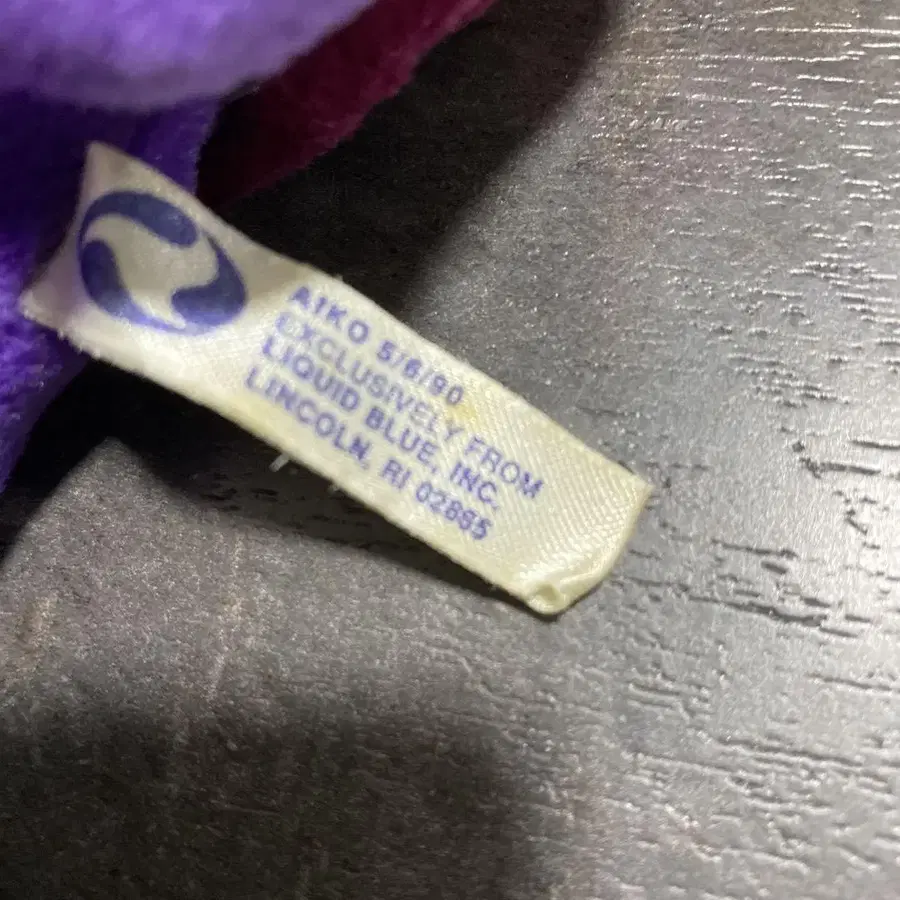 AIKO 5/6/90
EXCLUSIVELY FROM
LIQUID BLUE, INC.
LINCOLN, RI 02865